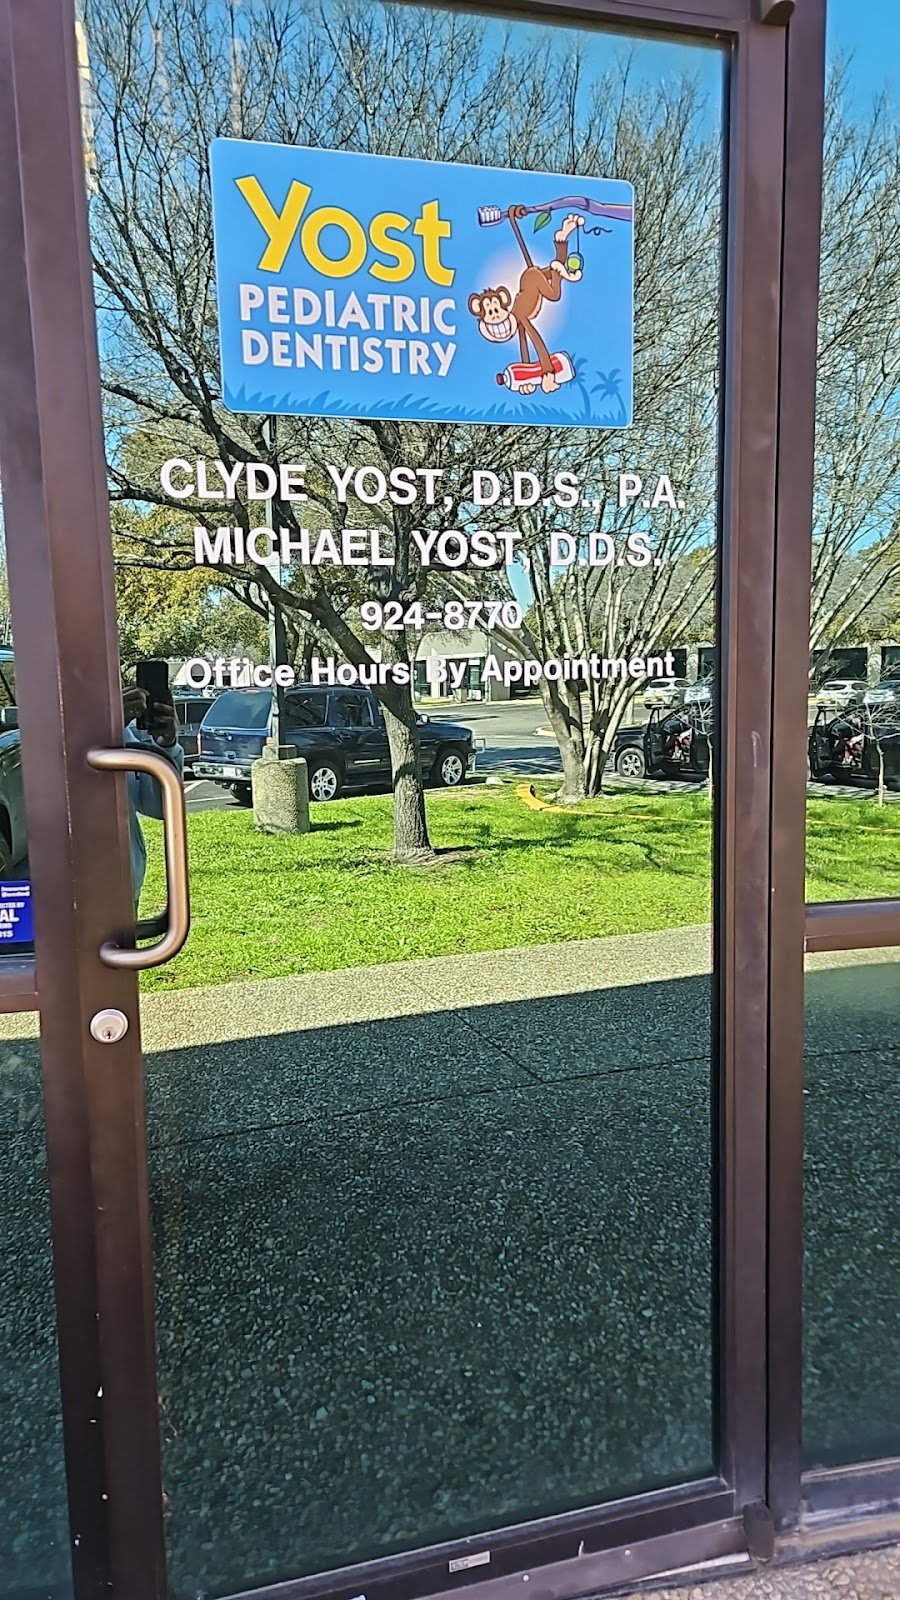 Yost
PEDIATRIC
DENTISTRY
CLYDE YOST, D.D.S., P.A.
MICHAEL YOST, D.D.S.
924-8770
Office Hours By Appointment